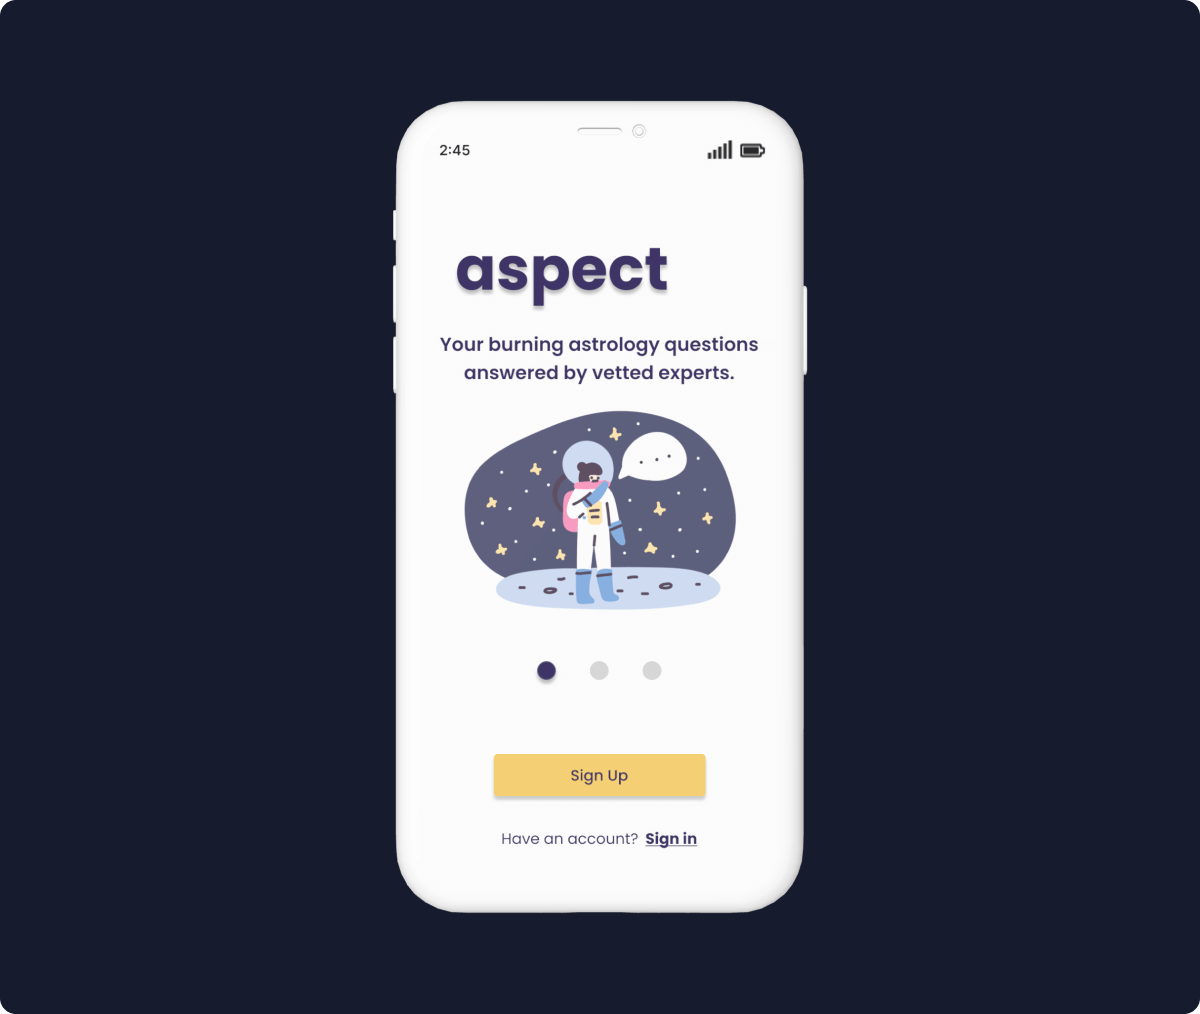 2:45
aspect
Your burning astrology questions
answered by vetted experts.
Sign Up
Have an account? Sign in